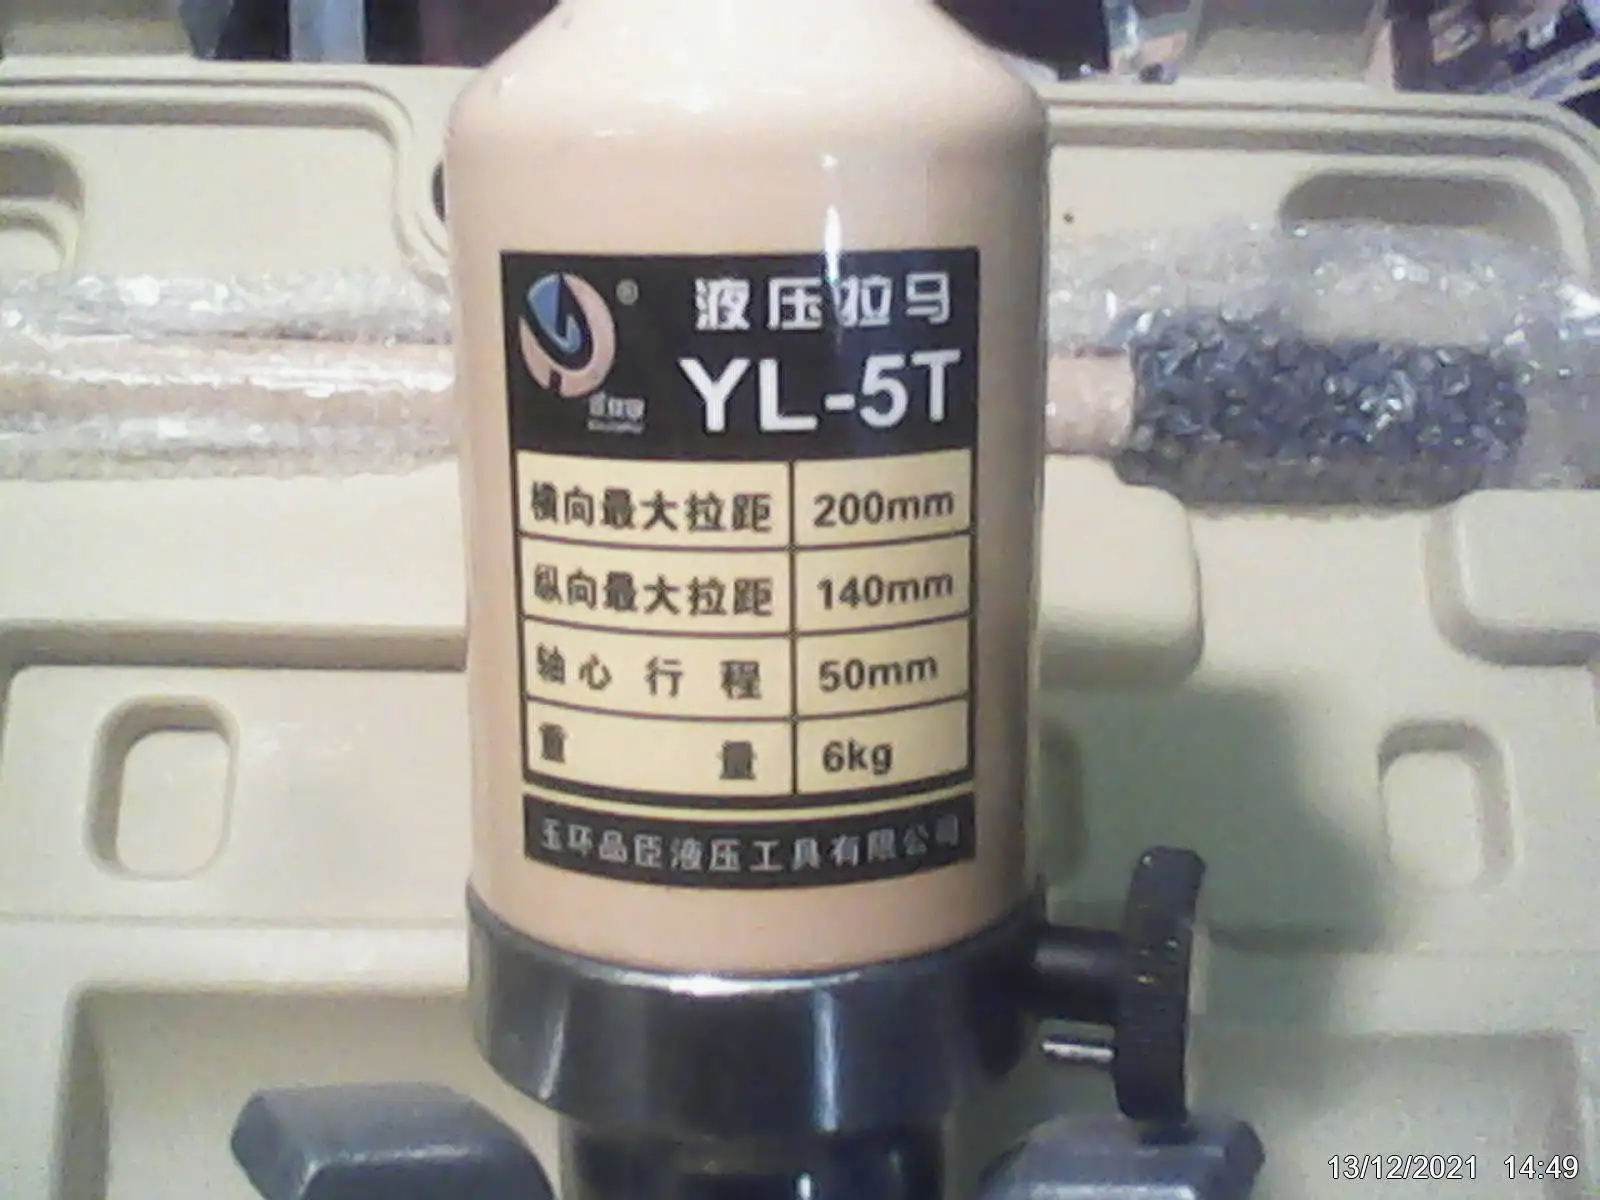 ®
液压拉马
YL-5T
横向最大拉距 200mm
纵向最大拉距 140mm
轴心行程 50mm
重量 6kg
玉环品臣液压工具有限公司
13/12/2021 14:49